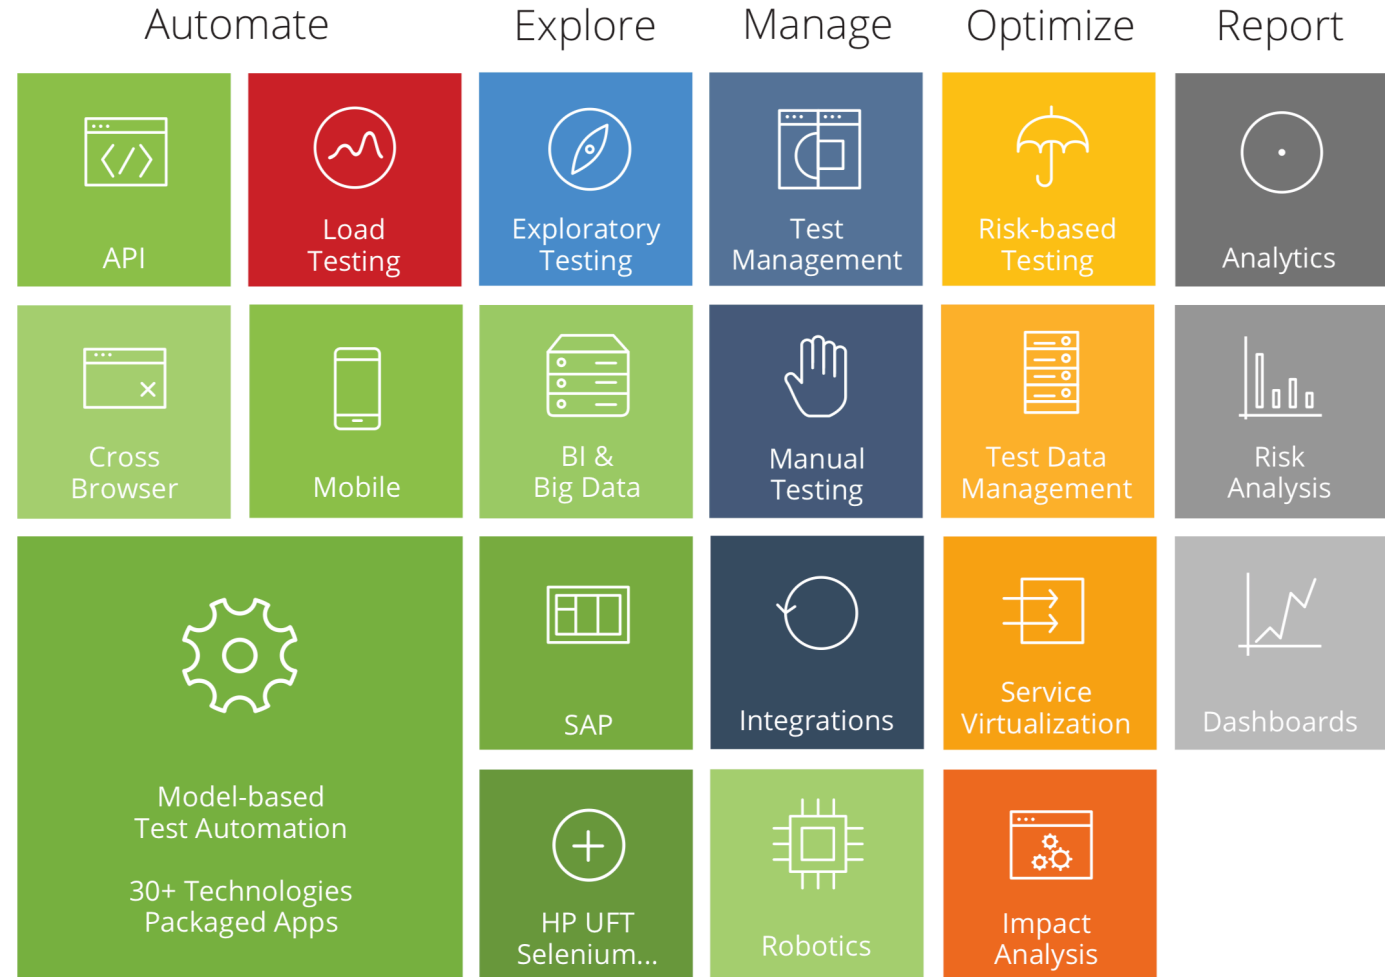 Automate
Explore
Manage
Optimize
Report
API
Load
Testing
Exploratory
Testing
Test
Management
Risk-based
Testing
Analytics
Cross
Browser
Mobile
BI &
Big Data
Manual
Testing
Test Data
Management
Risk
Analysis
Model-based
Test Automation
30+ Technologies
Packaged Apps
SAP
Integrations
Service
Virtualization
Dashboards
HP UFT
Selenium...
Robotics
Impact
Analysis